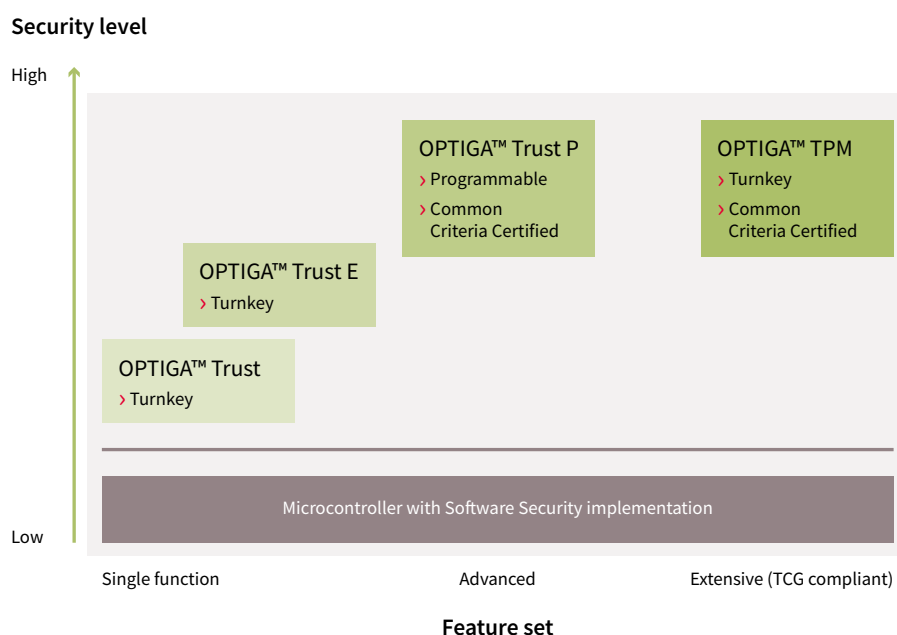 Security level
High
OPTIGA™ Trust P
› Programmable
› Common
Criteria Certified
OPTIGA™ TPM
› Turnkey
› Common
Criteria Certified
OPTIGA™ Trust E
› Turnkey
OPTIGA™ Trust
› Turnkey
Microcontroller with Software Security implementation
Low
Single function
Advanced
Extensive (TCG compliant)
Feature set